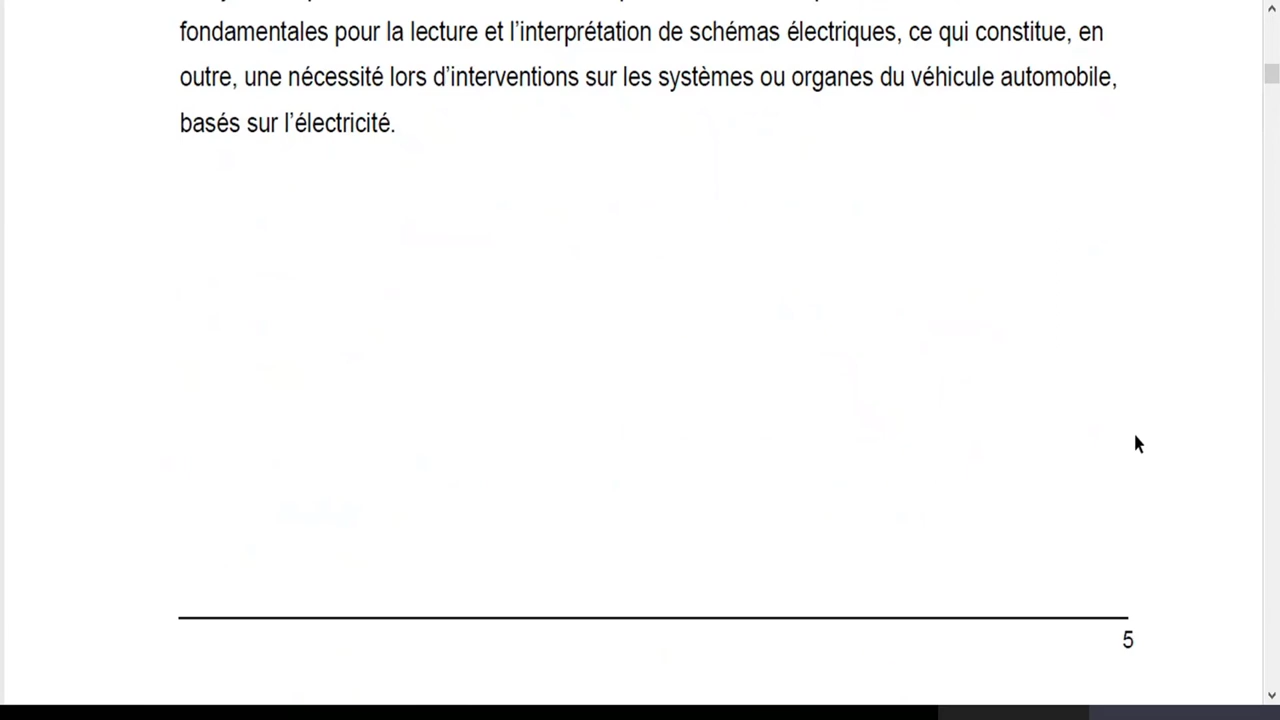 fondamentales pour la lecture et l’interprétation de schémas électriques, ce qui constitue, en
outre, une nécessité lors d’interventions sur les systèmes ou organes du véhicule automobile,
basés sur l’électricité.
5